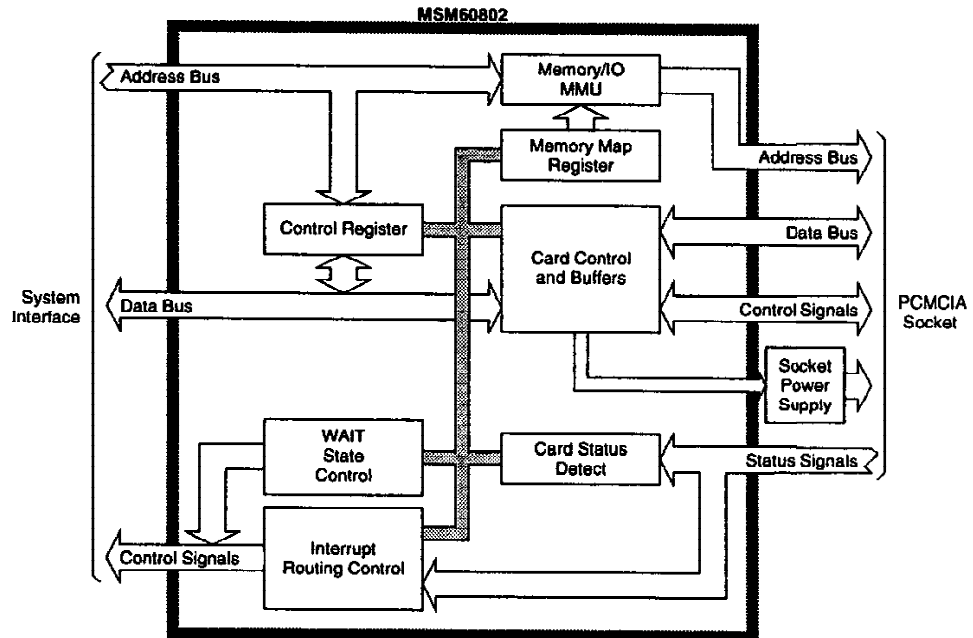 MSM60802
Address Bus
Memory/IO
MMU
Memory Map
Register
Address Bus
Control Register
Card Control
and Buffers
Data Bus
System
Interface
Data Bus
Control Signals
PCMCIA
Socket
Socket
Power
Supply
WAIT
State
Control
Card Status
Detect
Status Signals
Control Signals
Interrupt
Routing Control